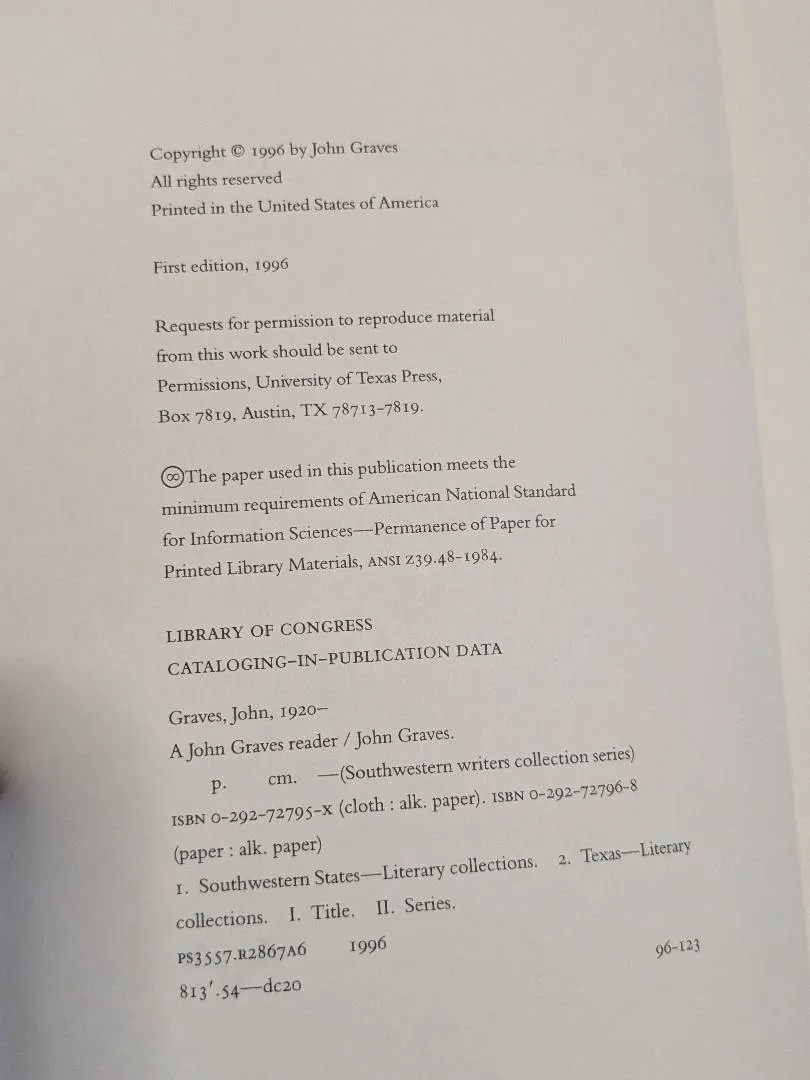 Copyright © 1996 by John Graves
All rights reserved
Printed in the United States of America
First edition, 1996
Requests for permission to reproduce material
from this work should be sent to
Permissions, University of Texas Press,
Box 7819, Austin, TX 78713-7819.
♾The paper used in this publication meets the
minimum requirements of American National Standard
for Information Sciences—Permanence of Paper for
Printed Library Materials, ANSI Z39.48-1984.
LIBRARY OF CONGRESS
CATALOGING-IN-PUBLICATION DATA
Graves, John, 1920–
A John Graves reader / John Graves.
p. cm. —(Southwestern writers collection series)
ISBN 0-292-72795-X (cloth : alk. paper). ISBN 0-292-72796-8
(paper : alk. paper)
1. Southwestern States—Literary collections. 2. Texas—Literary
collections. I. Title. II. Series.
PS3557.R2867A6 1996 96-123
813′.54—dc20